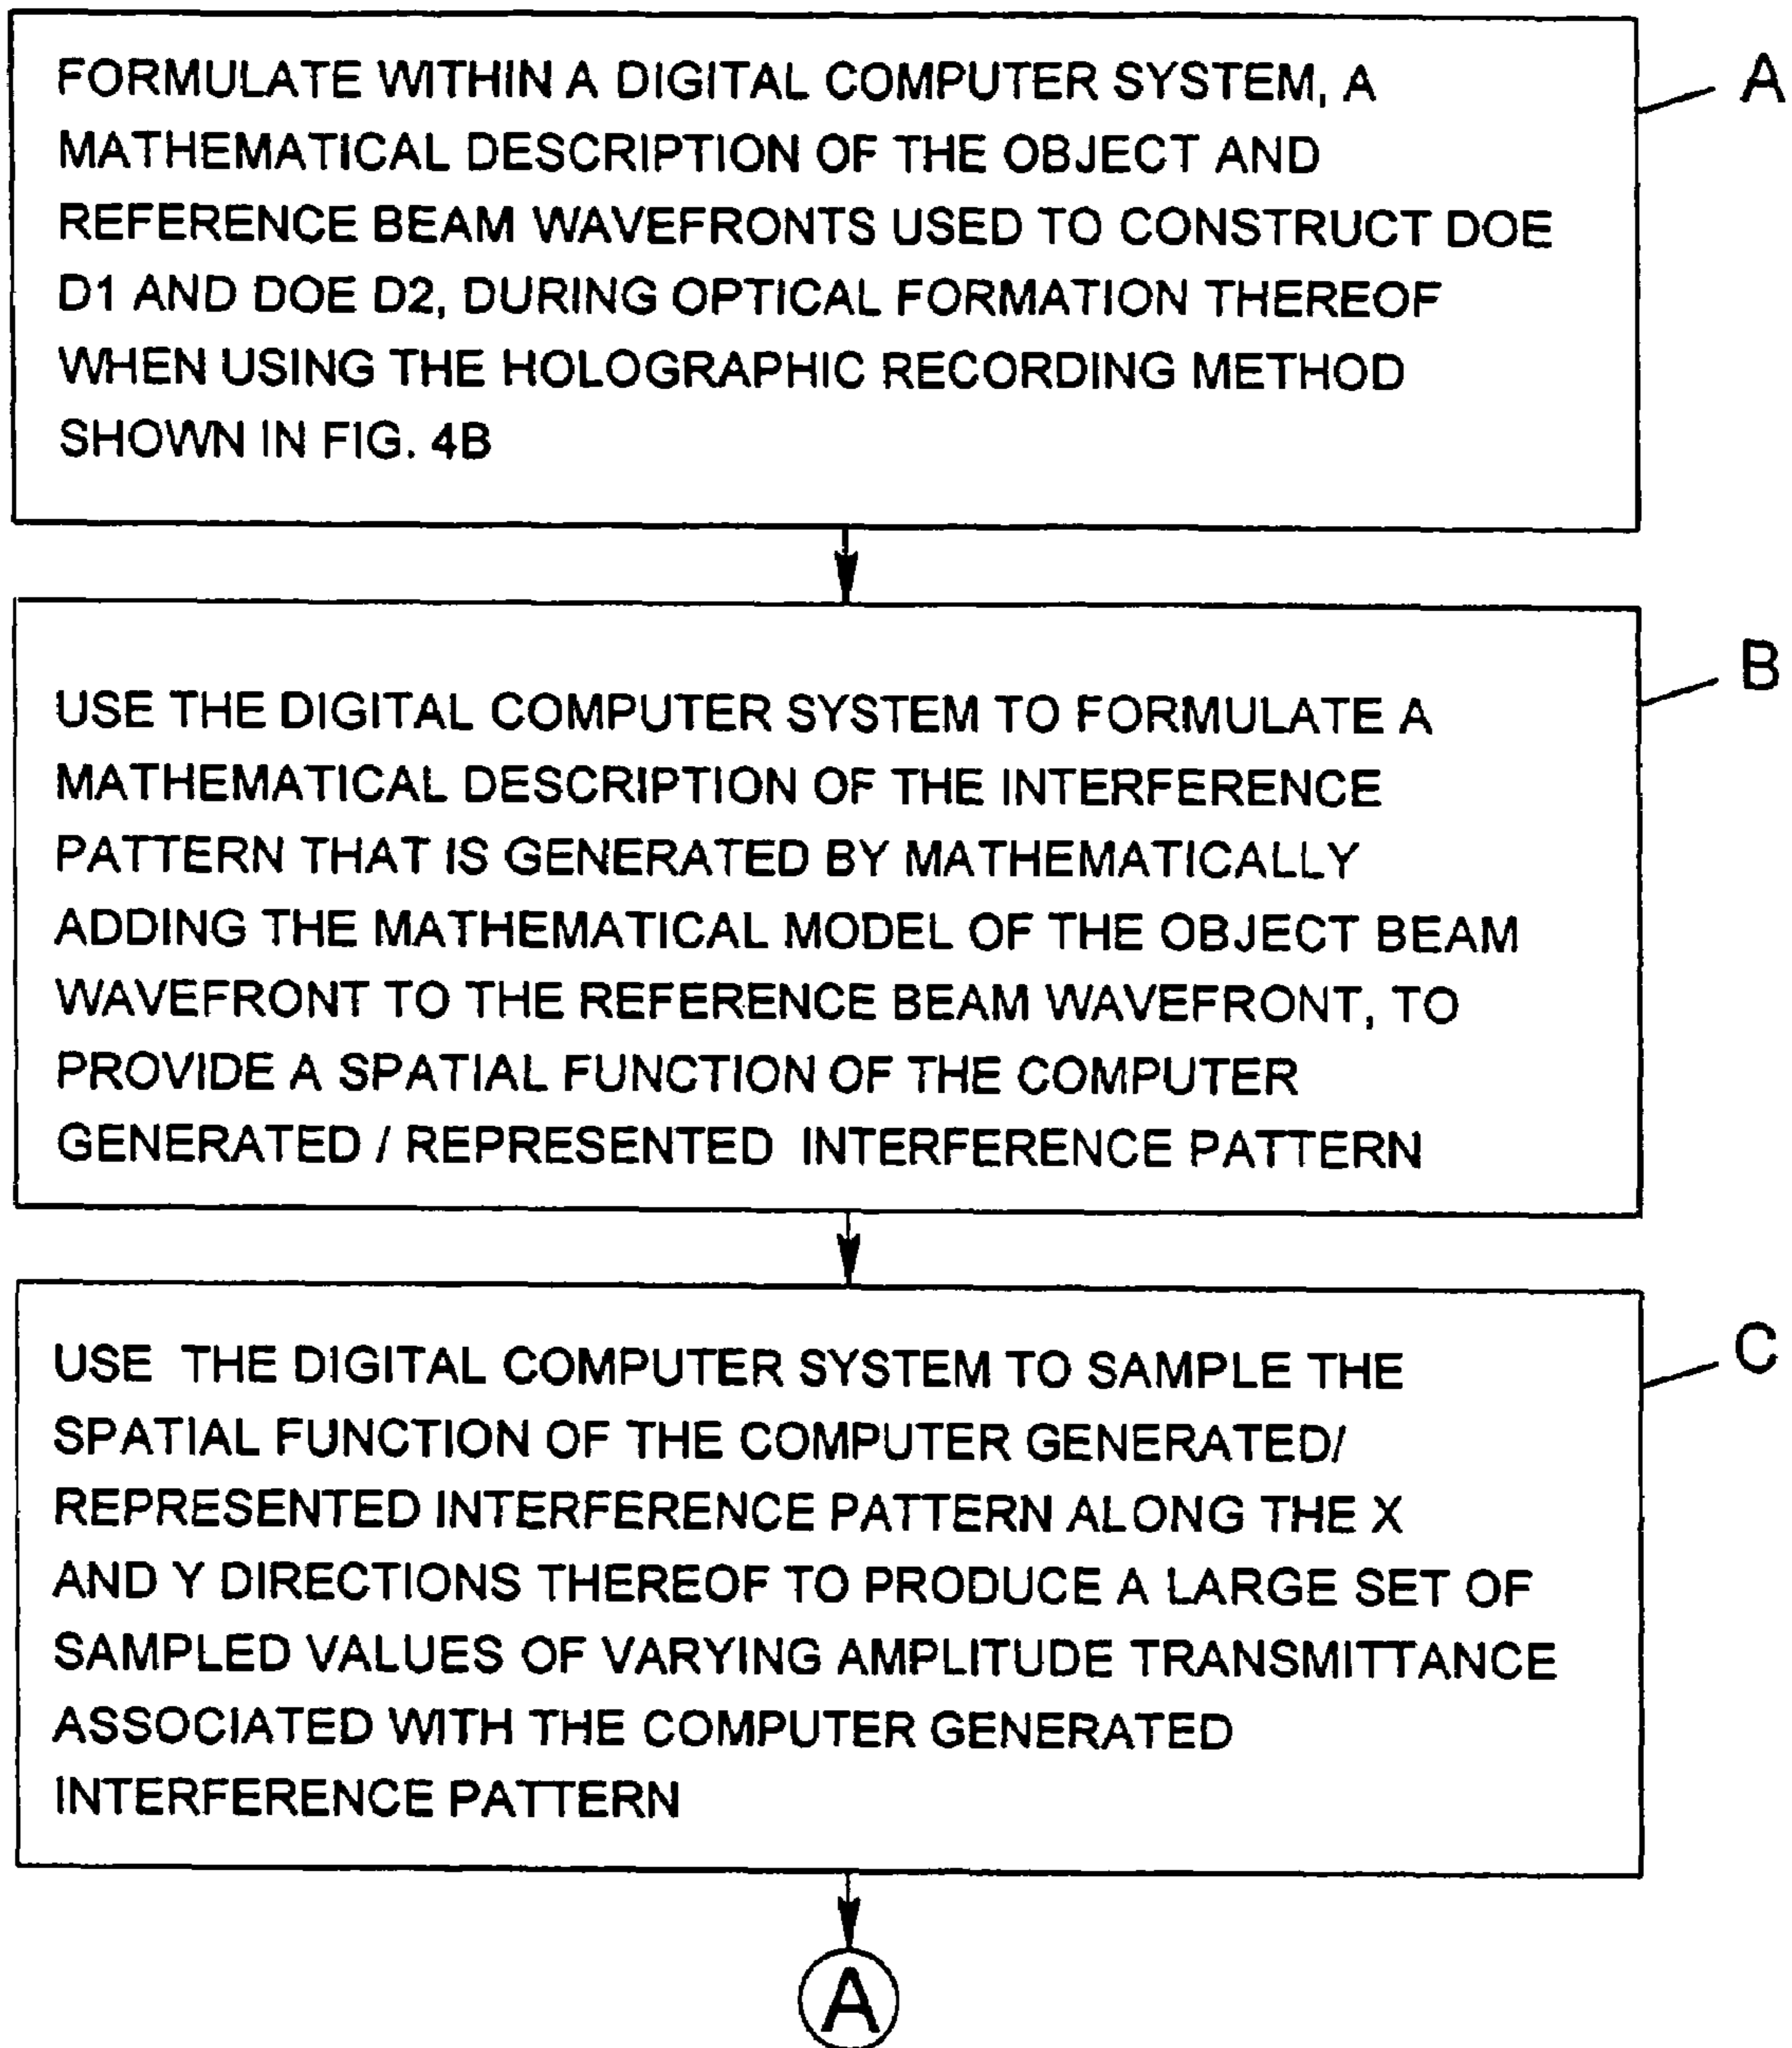 FORMULATE WITHIN A DIGITAL COMPUTER SYSTEM, A
MATHEMATICAL DESCRIPTION OF THE OBJECT AND
REFERENCE BEAM WAVEFRONTS USED TO CONSTRUCT DOE
D1 AND DOE D2, DURING OPTICAL FORMATION THEREOF
WHEN USING THE HOLOGRAPHIC RECORDING METHOD
SHOWN IN FIG. 4B
A
USE THE DIGITAL COMPUTER SYSTEM TO FORMULATE A
MATHEMATICAL DESCRIPTION OF THE INTERFERENCE
PATTERN THAT IS GENERATED BY MATHEMATICALLY
ADDING THE MATHEMATICAL MODEL OF THE OBJECT BEAM
WAVEFRONT TO THE REFERENCE BEAM WAVEFRONT, TO
PROVIDE A SPATIAL FUNCTION OF THE COMPUTER
GENERATED / REPRESENTED INTERFERENCE PATTERN
B
USE THE DIGITAL COMPUTER SYSTEM TO SAMPLE THE
SPATIAL FUNCTION OF THE COMPUTER GENERATED/
REPRESENTED INTERFERENCE PATTERN ALONG THE X
AND Y DIRECTIONS THEREOF TO PRODUCE A LARGE SET OF
SAMPLED VALUES OF VARYING AMPLITUDE TRANSMITTANCE
ASSOCIATED WITH THE COMPUTER GENERATED
INTERFERENCE PATTERN
C
A